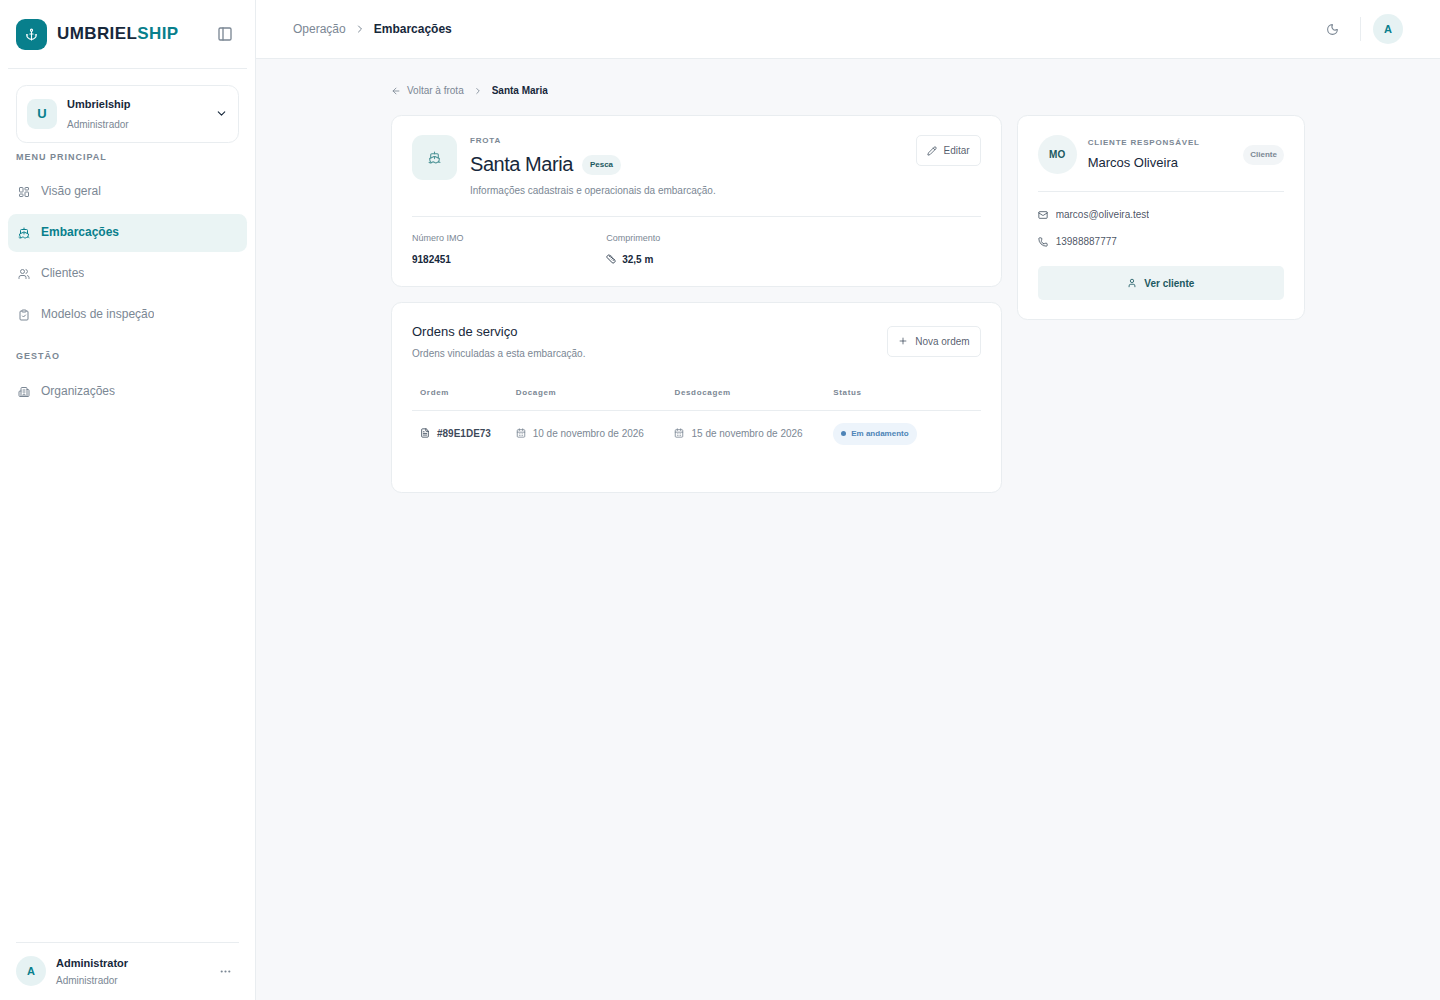 UMBRIELSHIP
U
Umbrielship
Administrador
MENU PRINCIPAL
Visão geral
Embarcações
Clientes
Modelos de inspeção
GESTÃO
Organizações
A
Administrator
Administrador
Operação
Embarcações
A
Voltar à frota
Santa Maria
FROTA
Santa Maria
Pesca
Informações cadastrais e operacionais da embarcação.
Editar
Número IMO
Comprimento
9182451
32,5 m
Ordens de serviço
Ordens vinculadas a esta embarcação.
Nova ordem
Ordem
Docagem
Desdocagem
Status
#89E1DE73
10 de novembro de 2026
15 de novembro de 2026
Em andamento
MO
CLIENTE RESPONSÁVEL
Marcos Oliveira
Cliente
marcos@oliveira.test
13988887777
Ver cliente